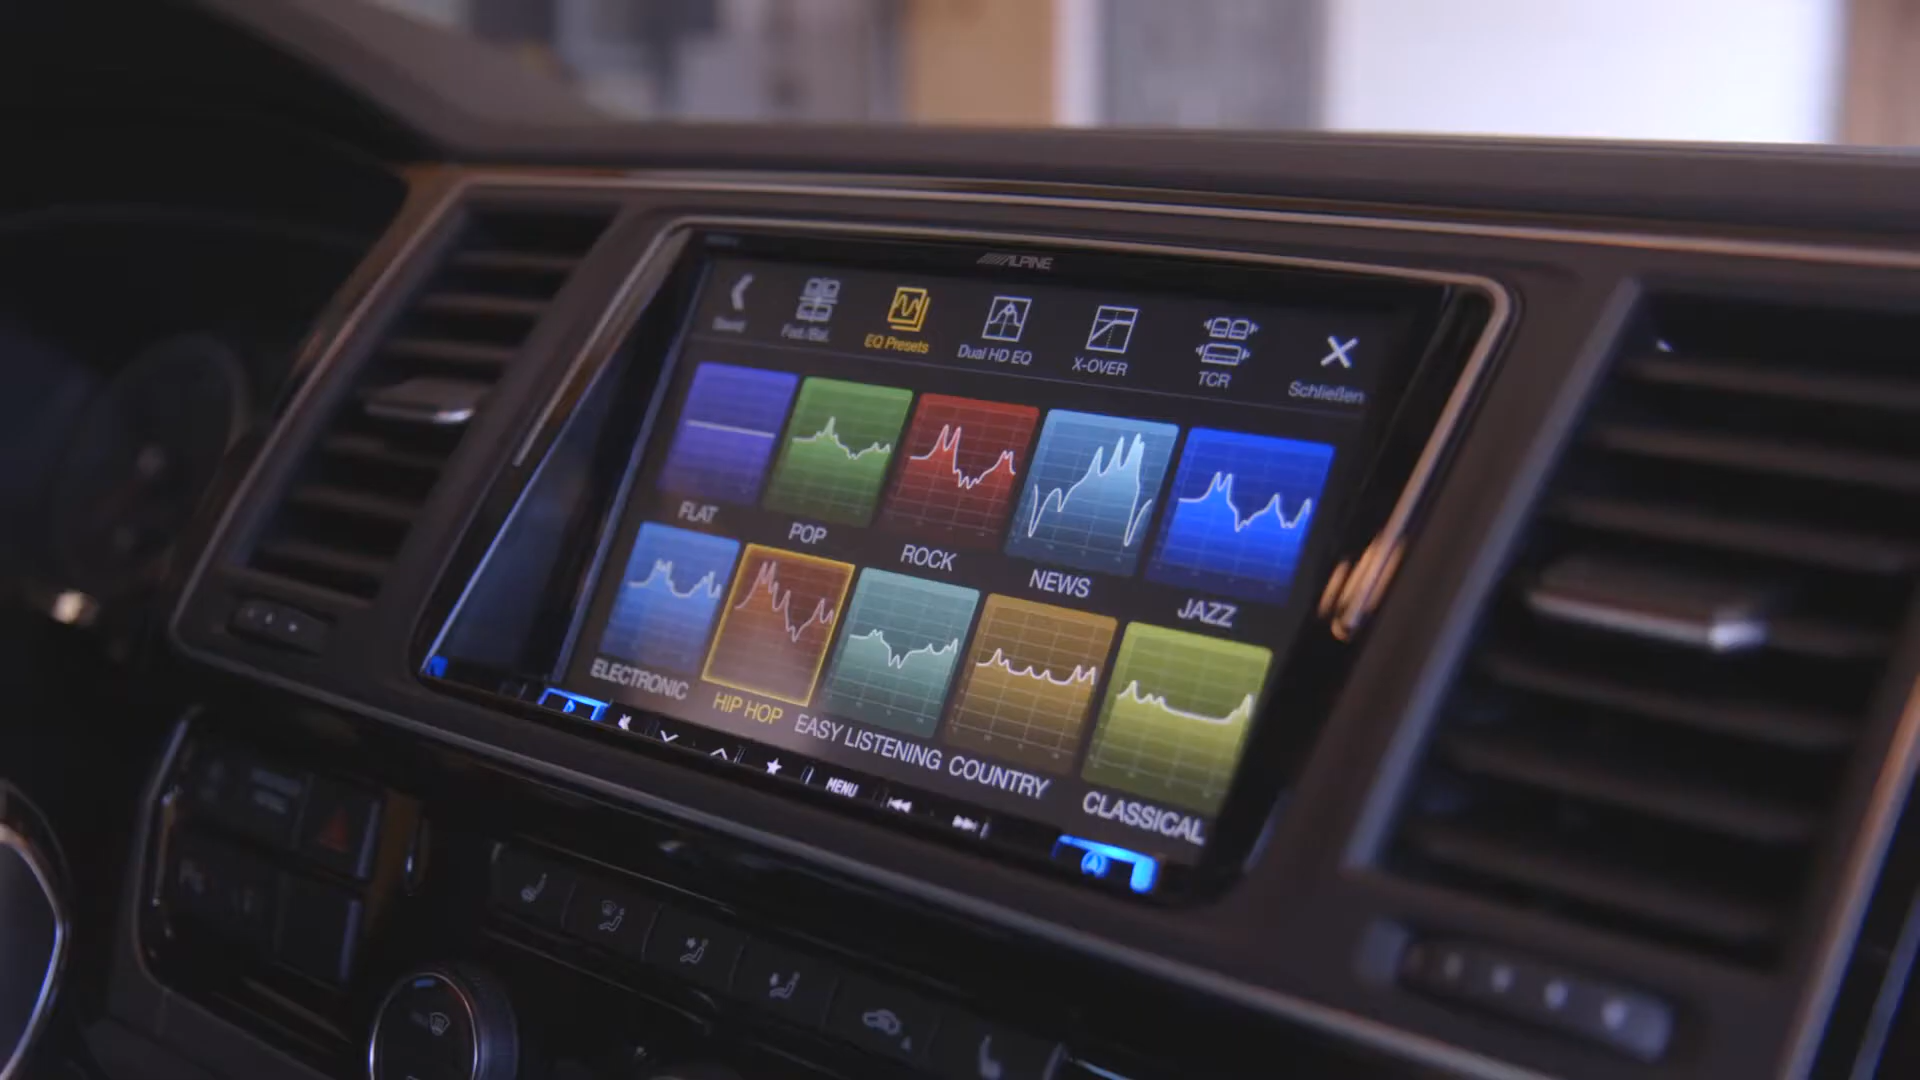 ALPINE
EQ Presets
Dual HD EQ
X-OVER
TCR
Schließen
FLAT
POP
ROCK
NEWS
JAZZ
ELECTRONIC
HIP HOP
EASY LISTENING
COUNTRY
CLASSICAL
MENU